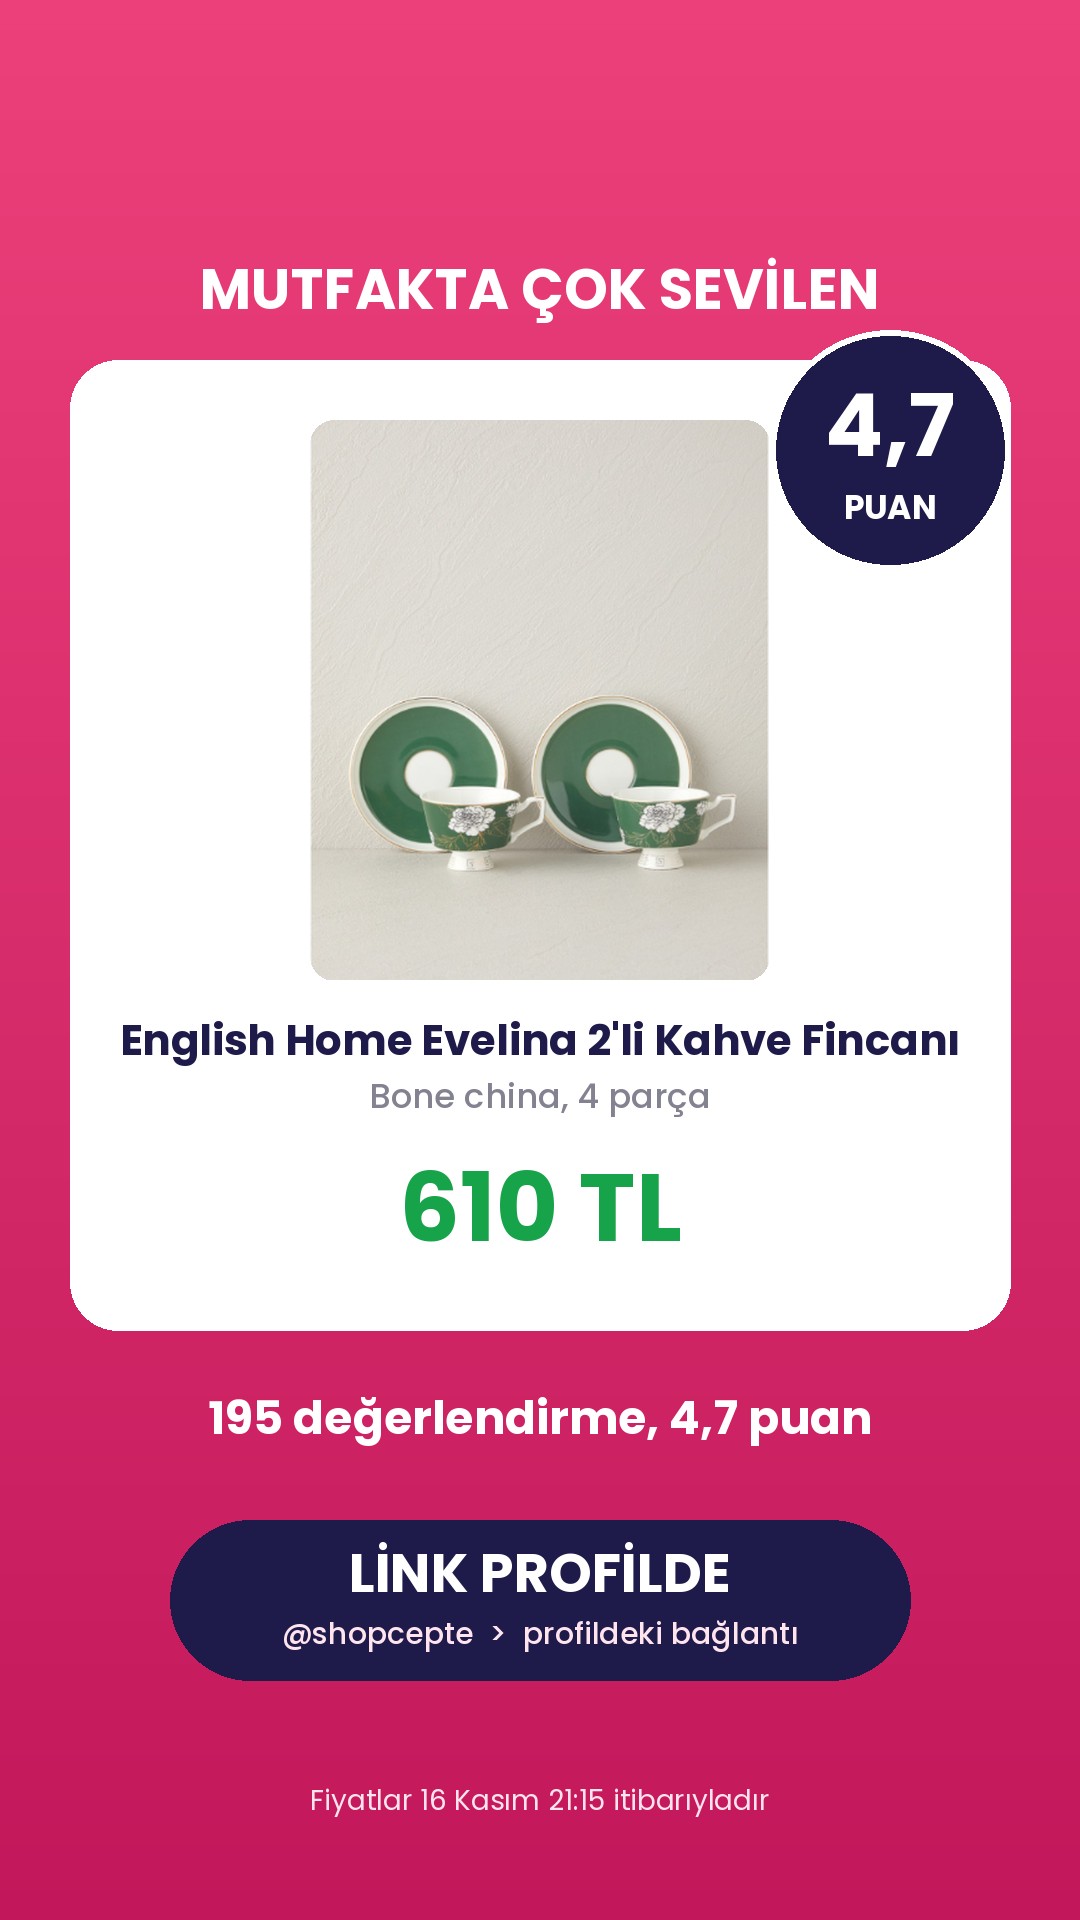 MUTFAKTA ÇOK SEVİLEN
4,7
PUAN
English Home Evelina 2'li Kahve Fincanı
Bone china, 4 parça
610 TL
195 değerlendirme, 4,7 puan
LİNK PROFİLDE
@shopcepte > profildeki bağlantı
Fiyatlar 16 Kasım 21:15 itibarıyladır